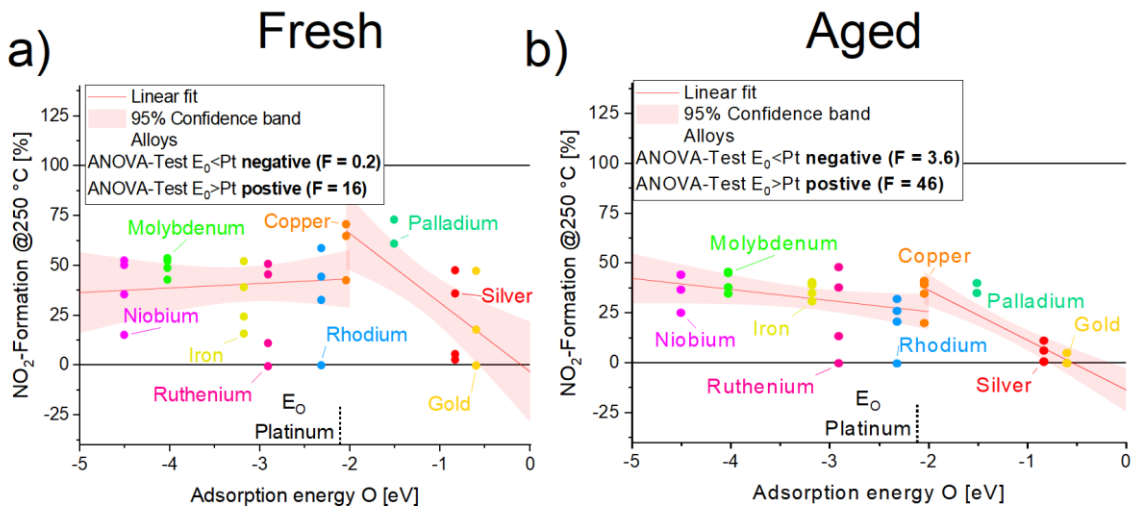 Fresh
a)
NO₂-Formation @250 °C [%]
125
100
75
50
25
0
-25
Linear fit
95% Confidence band
Alloys
ANOVA-Test E₀<Pt negative (F = 0.2)
ANOVA-Test E₀>Pt postive (F = 16)
Molybdenum
Copper
Palladium
Niobium
Iron
Ruthenium
Rhodium
Silver
Gold
E_O
Platinum
-5 -4 -3 -2 -1 0
Adsorption energy O [eV]
Aged
b)
NO₂-Formation @250 °C [%]
125
100
75
50
25
0
-25
Linear fit
95% Confidence band
Alloys
ANOVA-Test E₀<Pt negative (F = 3.6)
ANOVA-Test E₀>Pt postive (F = 46)
Molybdenum
Copper
Palladium
Niobium
Iron
Gold
Rhodium
Ruthenium
Silver
E_O
Platinum
-5 -4 -3 -2 -1 0
Adsorption energy O [eV]